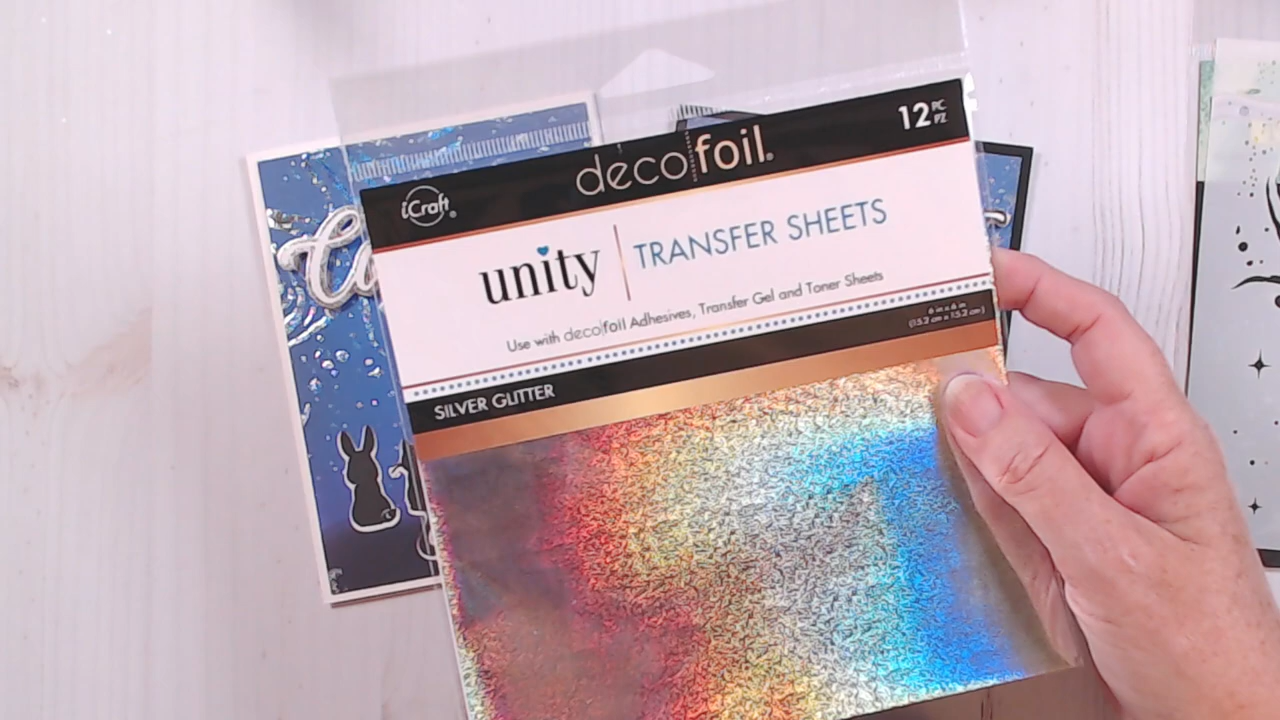 12 PC PZ
decofoil®
iCraft®
unity TRANSFER SHEETS
Use with decofoil Adhesives, Transfer Gel and Toner Sheets
6 in x 6 in
(15.2 cm x 15.2 cm)
SILVER GLITTER